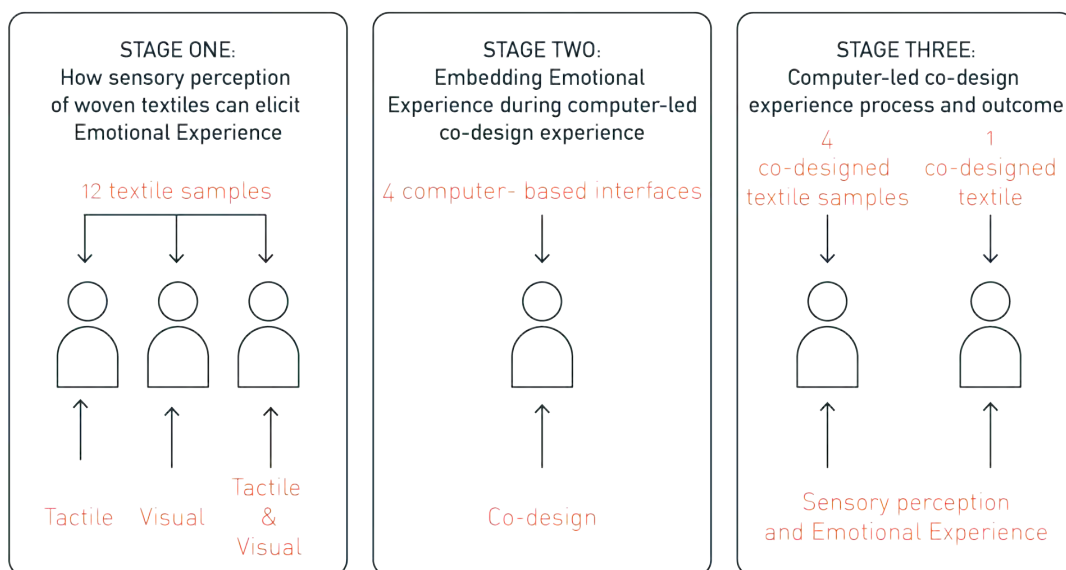 STAGE ONE:
How sensory perception
of woven textiles can elicit
Emotional Experience
12 textile samples
Tactile
Visual
Tactile
&
Visual
STAGE TWO:
Embedding Emotional
Experience during computer-led
co-design experience
4 computer- based interfaces
Co-design
STAGE THREE:
Computer-led co-design
experience process and outcome
4
co-designed
textile samples
1
co-designed
textile
Sensory perception
and Emotional Experience